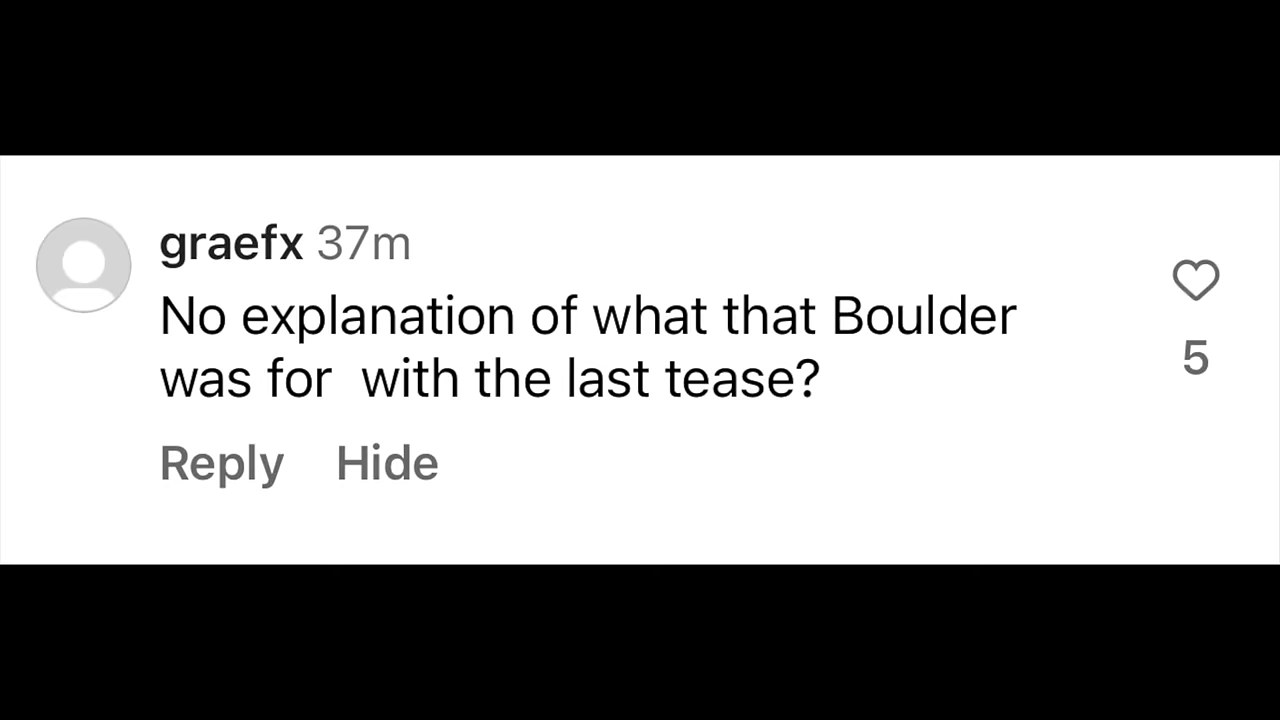 graefx 37m
No explanation of what that Boulder
was for  with the last tease?
5
Reply Hide